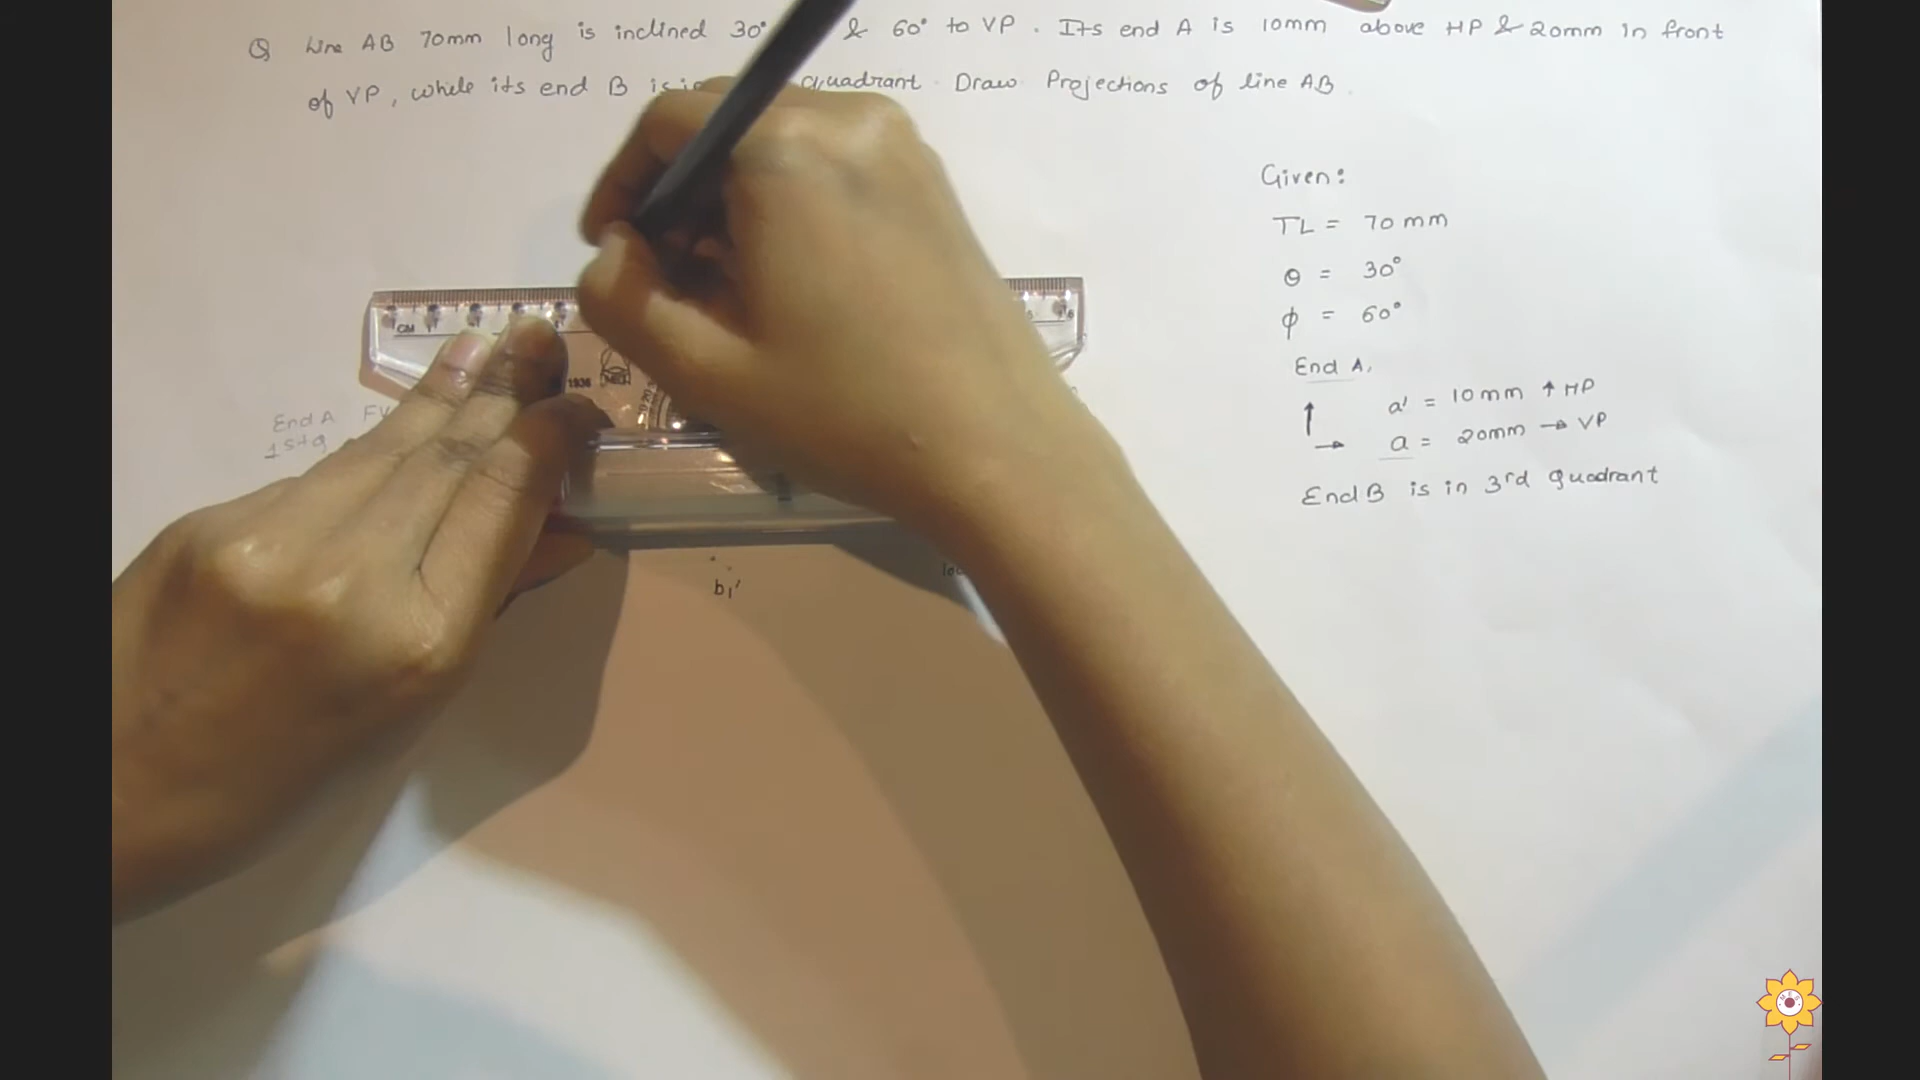 Q Line AB 70mm long is inclined 30° & 60° to VP. Its end A is 10mm above HP & 20mm in front
of VP, while its end B is quadrant. Draw Projections of line AB.
Given:
TL = 70 mm
θ = 30°
ϕ = 60°
End A,
a' = 10mm ↑ HP
a = 20mm → VP
End B is in 3rd quadrant
CM
1936
End A
1st q
b₁'